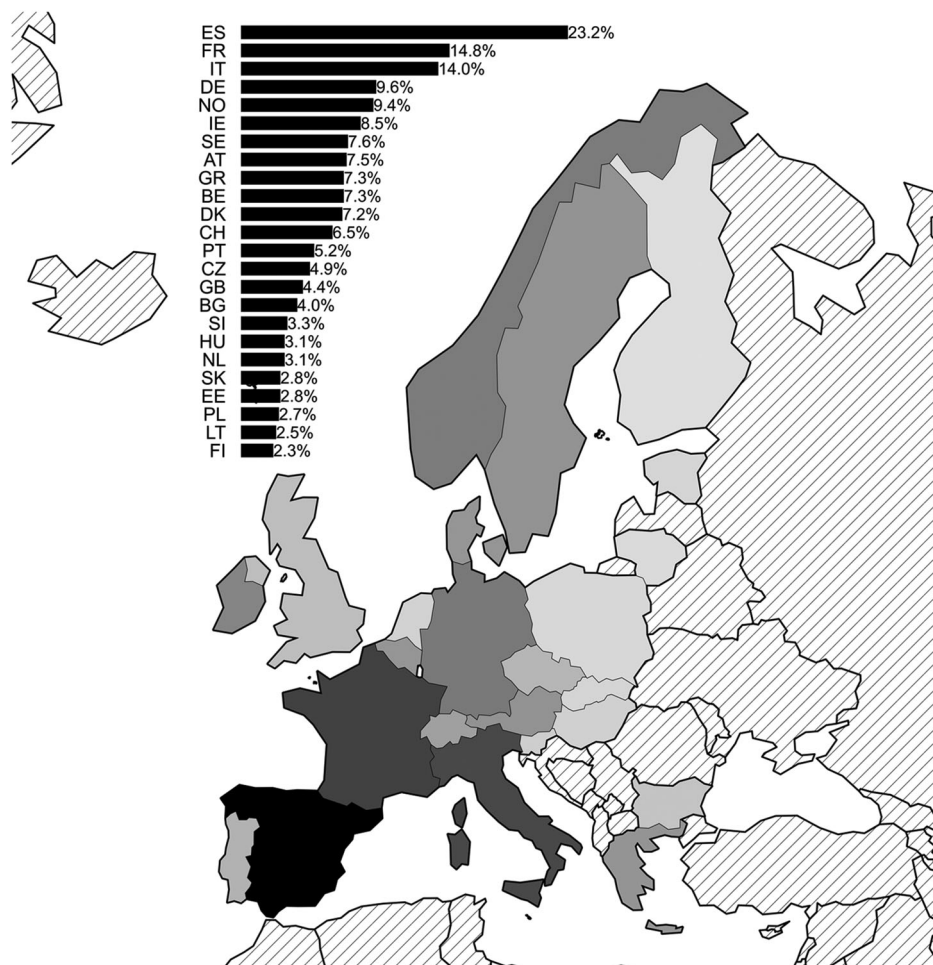 ES 23.2%
FR 14.8%
IT 14.0%
DE 9.6%
NO 9.4%
IE 8.5%
SE 7.6%
AT 7.5%
GR 7.3%
BE 7.3%
DK 7.2%
CH 6.5%
PT 5.2%
CZ 4.9%
GB 4.4%
BG 4.0%
SI 3.3%
HU 3.1%
NL 3.1%
SK 2.8%
EE 2.8%
PL 2.7%
LT 2.5%
FI 2.3%